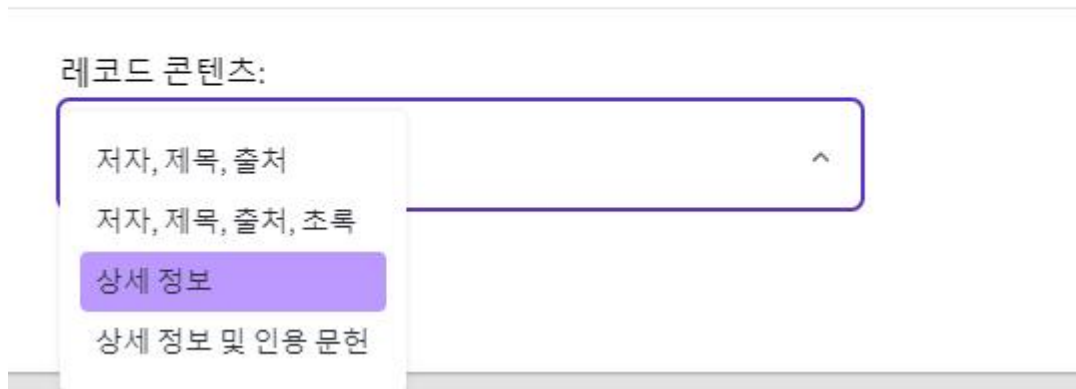 레코드 콘텐츠:
저자, 제목, 출처
저자, 제목, 출처, 초록
상세 정보
상세 정보 및 인용 문헌